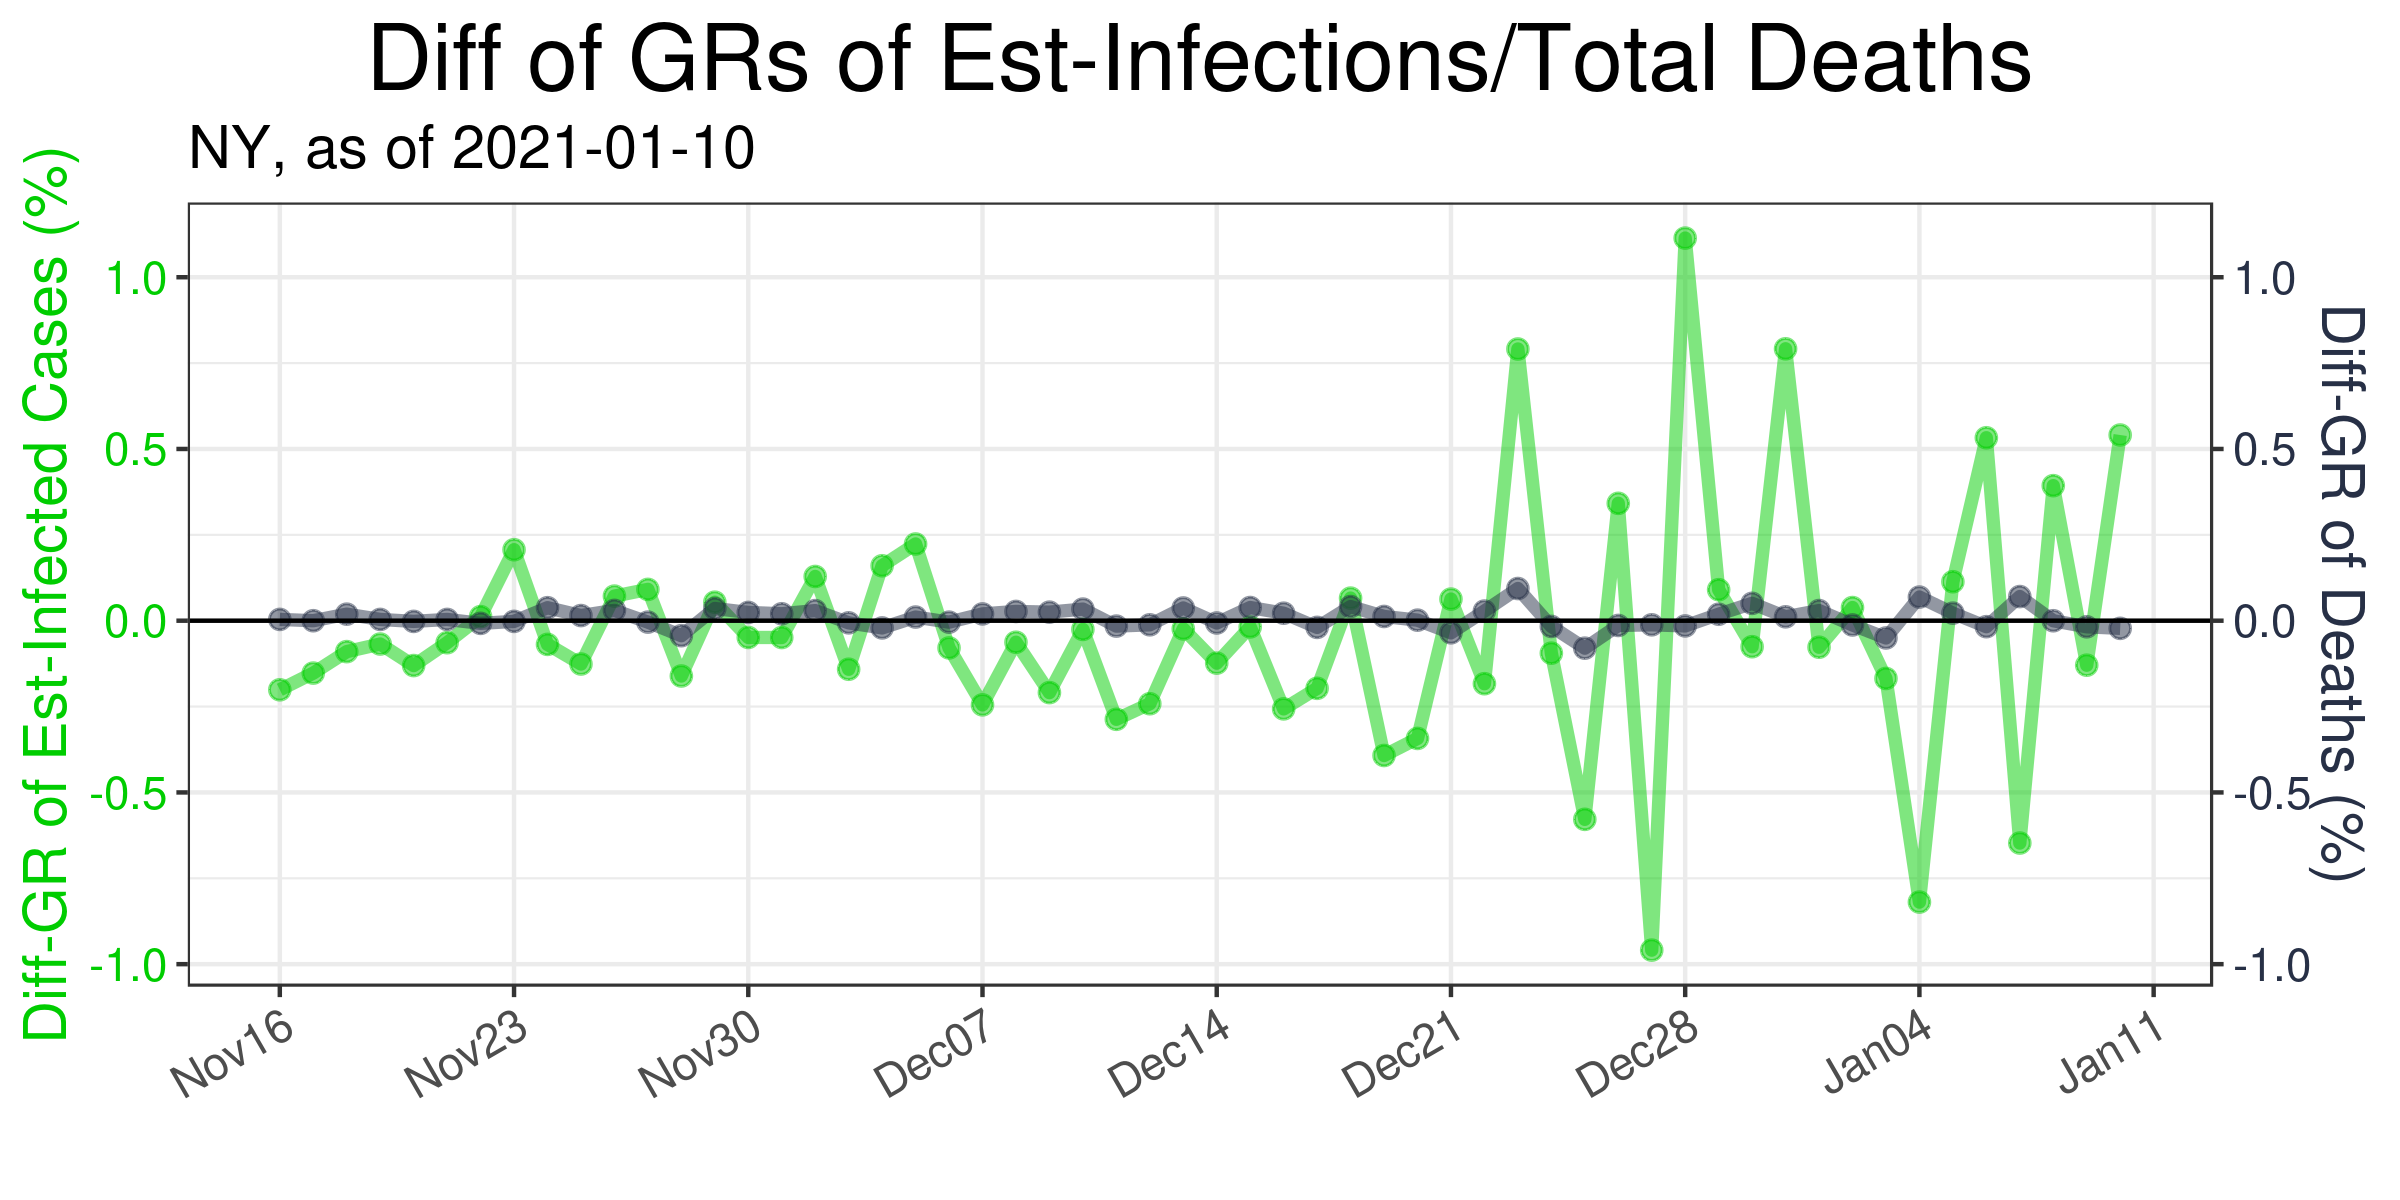 Diff of GRs of Est-Infections/Total Deaths
NY, as of 2021-01-10
Diff-GR of Est-Infected Cases (%)
1.0
0.5
0.0
-0.5
-1.0
1.0
0.5
0.0
-0.5
-1.0
Diff-GR of Deaths (%)
Nov16
Nov23
Nov30
Dec07
Dec14
Dec21
Dec28
Jan04
Jan11